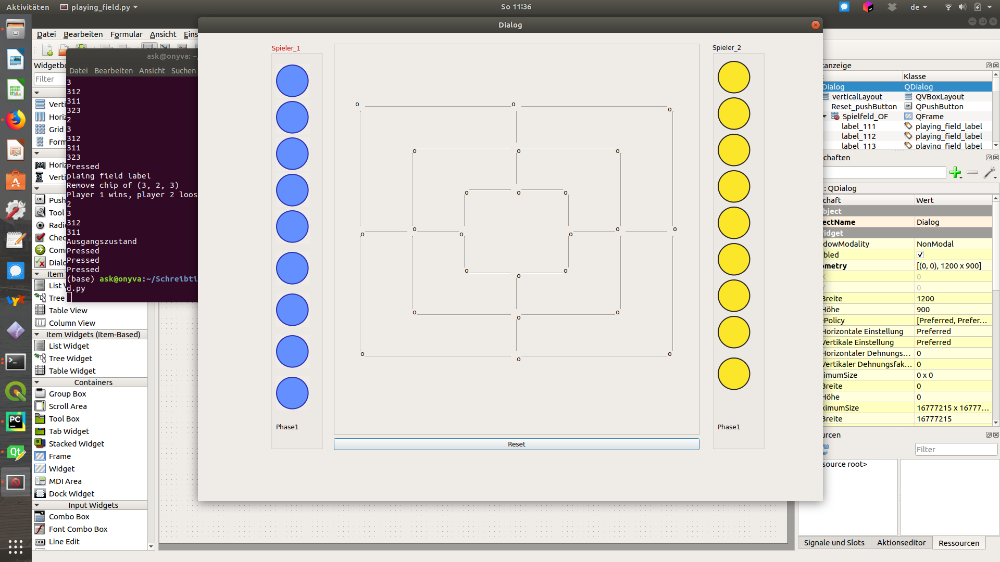 Aktivitäten
playing_field.py
So 11:36
de
Dialog
Datei Bearbeiten Formular Ansicht Eins
ask@onyva: ~
Datei Bearbeiten Ansicht Suchen
3
312
311
323
2
3
312
311
323
Pressed
plaing field label
Remove chip of (3, 2, 3)
Player 1 wins, player 2 loos
2
3
312
311
Ausgangszustand
Pressed
Pressed
Pressed
(base) ask@onyva:~/Schreibti
d.py
Widgetbo
Filter
Verti
Horiz
Grid
Form
Horiz
Verti
Push
Tool
Radio
Chec
Com
Dialo
Item
List V
Tree
Table View
Column View
Item Widgets (Item-Based)
List Widget
Tree Widget
Table Widget
Containers
Group Box
Scroll Area
Tool Box
Tab Widget
Stacked Widget
Frame
Widget
MDI Area
Dock Widget
Input Widgets
Combo Box
Font Combo Box
Line Edit
Spieler_1
Phase1
o o o
o o o
o o o
o o o o o o
o o o
o o o
o o o
Reset
Spieler_2
Phase1
tanzeige
Klasse
Dialog QDialog
verticalLayout QVBoxLayout
Reset_pushButton QPushButton
Spielfeld_OF QFrame
label_111 playing_field_label
label_112 playing_field_label
label_113 playing_field_label
chaften
: QDialog
chaft Wert
bject
ectName Dialog
Widget
dowModality NonModal
bled
ometry [(0, 0), 1200 x 900]
X 0
Y 0
Breite 1200
Höhe 900
ePolicy [Preferred, Prefer...
Horizontale Einstellung Preferred
Vertikale Einstellung Preferred
Horizontaler Dehnungs... 0
Vertikaler Dehnungsfak... 0
imumSize 0 x 0
Breite 0
Höhe 0
ximumSize 16777215 x 16777...
Breite 16777215
urcen
Filter
source root>
Signale und Slots Aktionseditor Ressourcen